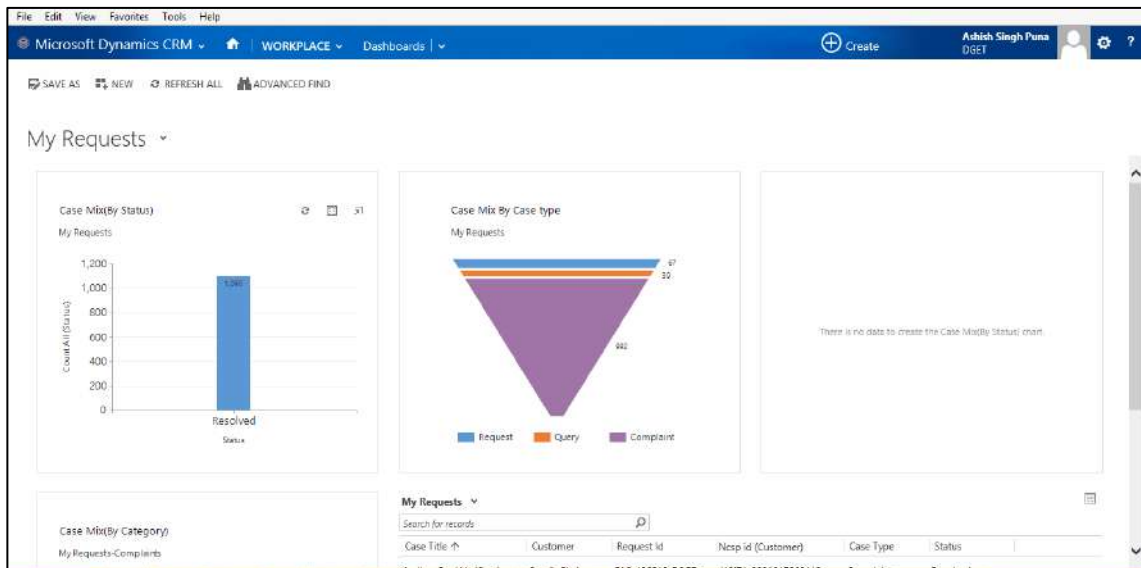 File Edit View Favorites Tools Help
Microsoft Dynamics CRM WORKPLACE Dashboards Create Ashish Singh Puna
DGET ?
SAVE AS NEW REFRESH ALL ADVANCED FIND
My Requests
Case Mix(By Status)
My Requests
1,200
1,000
800
600
400
200
0
Count:All (Status)
Resolved
Status
Case Mix By Case type
My Requests
67
30
992
Request Query Complaint
There is no data to create the Case Mix(By Status) chart.
Case Mix(By Category)
My Requests-Complaints
My Requests
Search for records
Case Title ↑ Customer Request Id Ncsp id (Customer) Case Type Status